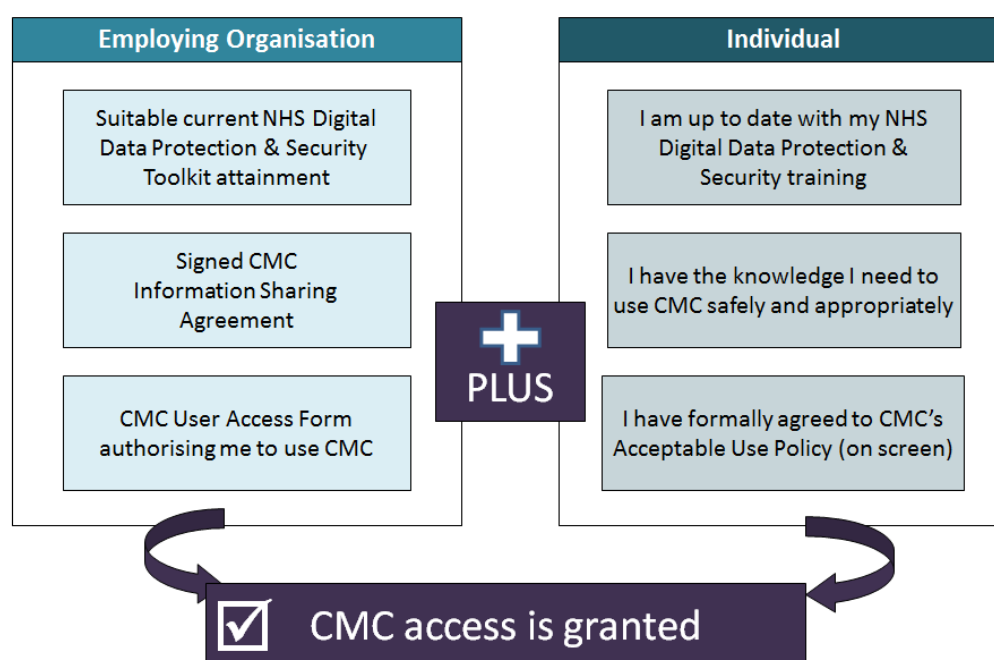 Employing Organisation
Suitable current NHS Digital
Data Protection & Security
Toolkit attainment
Signed CMC
Information Sharing
Agreement
CMC User Access Form
authorising me to use CMC
PLUS
Individual
I am up to date with my NHS
Digital Data Protection &
Security training
I have the knowledge I need to
use CMC safely and appropriately
I have formally agreed to CMC's
Acceptable Use Policy (on screen)
CMC access is granted